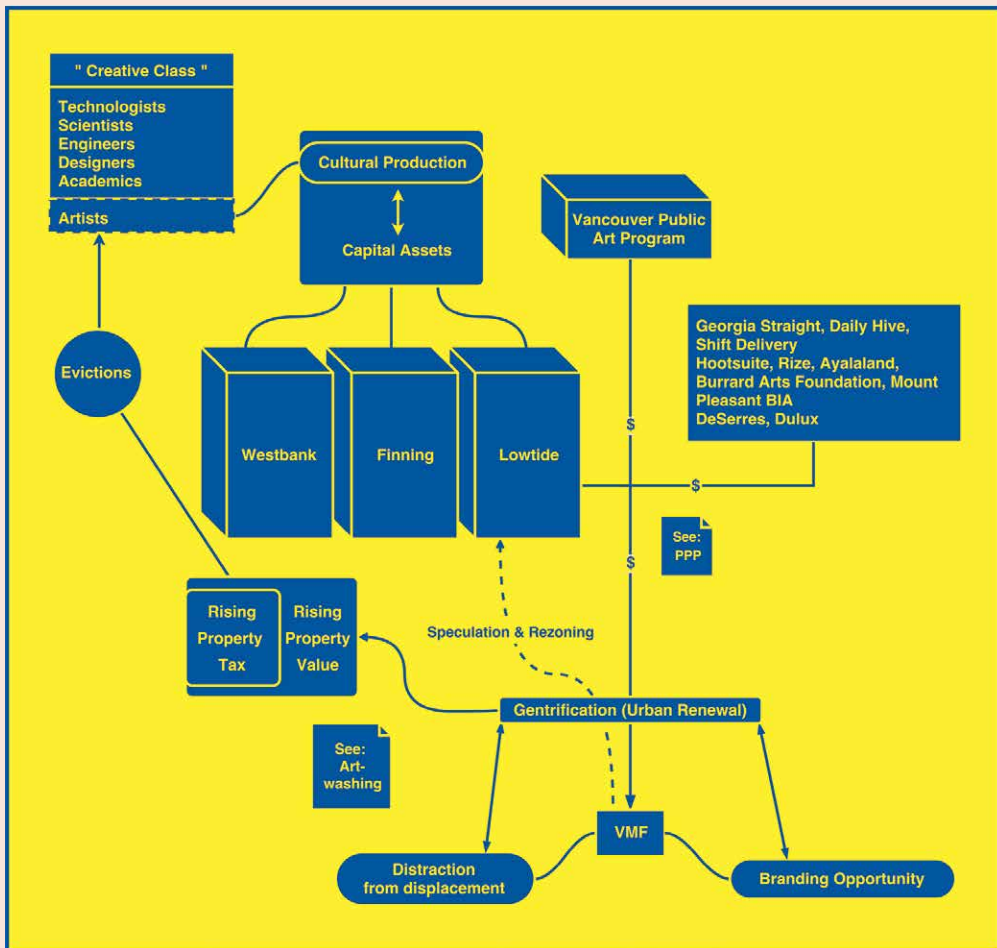 " Creative Class "
Technologists
Scientists
Engineers
Designers
Academics
Artists
Cultural Production
Capital Assets
Vancouver Public
Art Program
Georgia Straight, Daily Hive,
Shift Delivery
Hootsuite, Rize, Ayalaland,
Burrard Arts Foundation, Mount
Pleasant BIA
DeSerres, Dulux
Evictions
Westbank
Finning
Lowtide
$
$
$
See:
PPP
Rising
Property
Tax
Rising
Property
Value
Speculation & Rezoning
Gentrification (Urban Renewal)
See:
Art-
washing
VMF
Distraction
from displacement
Branding Opportunity